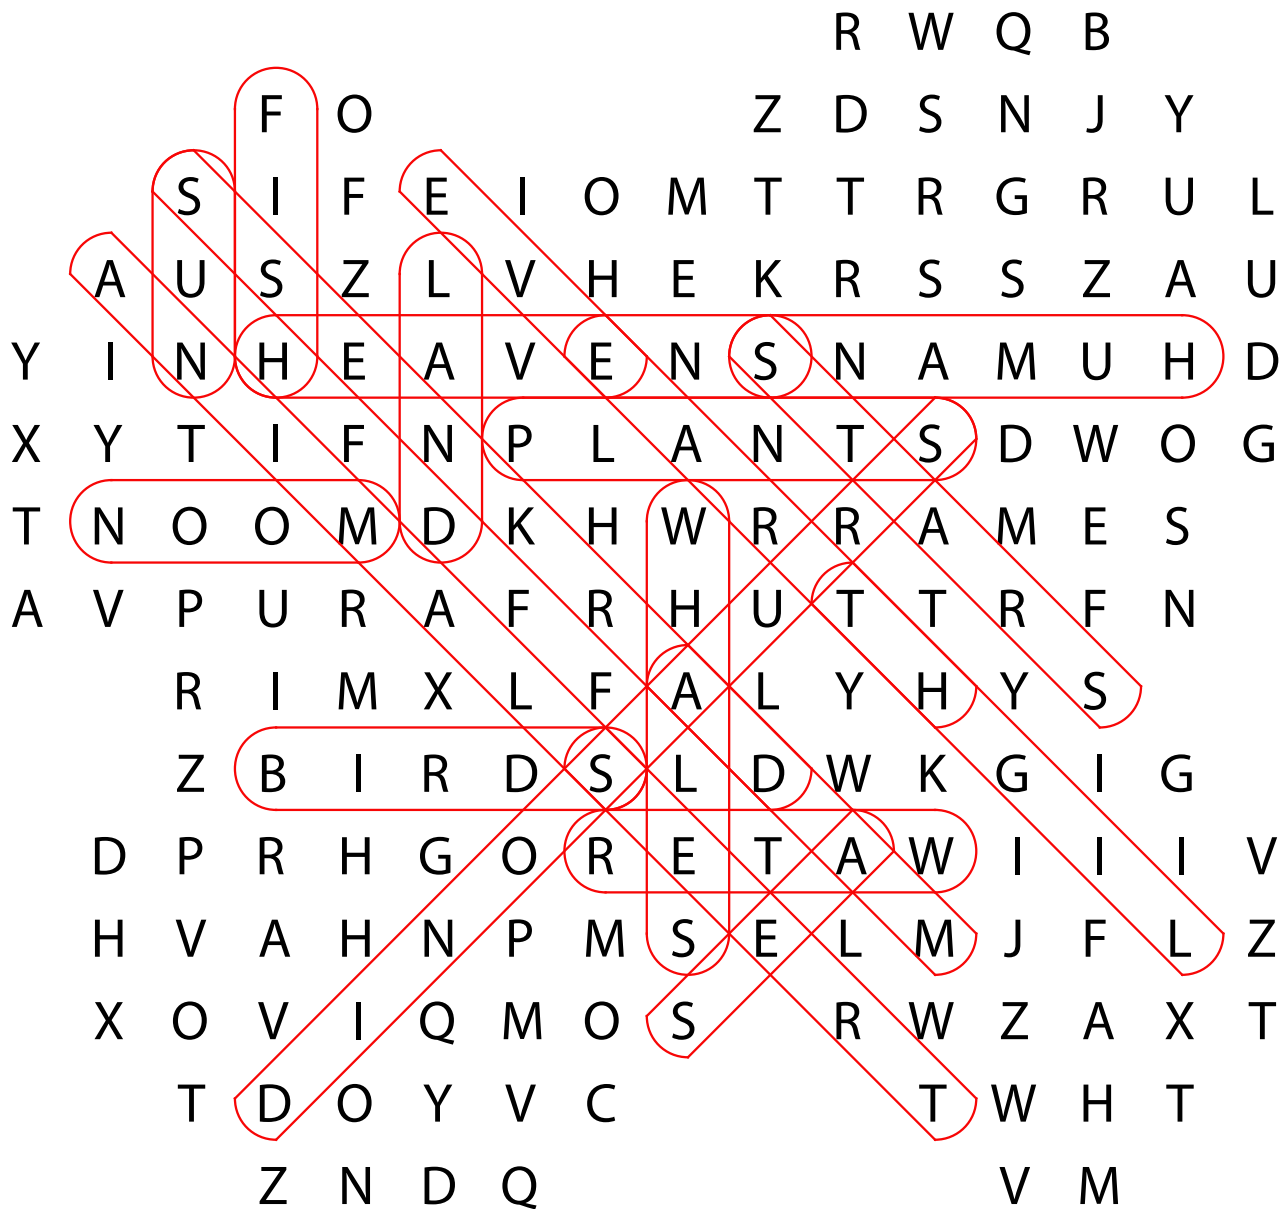 R W Q B
F O Z D S N J Y
S I F E I O M T T R G R U L
A U S Z L V H E K R S S Z A U
Y I N H E A V E N S N A M U H D
X Y T I F N P L A N T S D W O G
T N O O M D K H W R R A M E S
A V P U R A F R H U T T R F N
R I M X L F A L Y H Y S
Z B I R D S L D W K G I G
D P R H G O R E T A W I I I V
H V A H N P M S E L M J F L Z
X O V I Q M O S R W Z A X T
T D O Y V C T W H T
Z N D Q V M